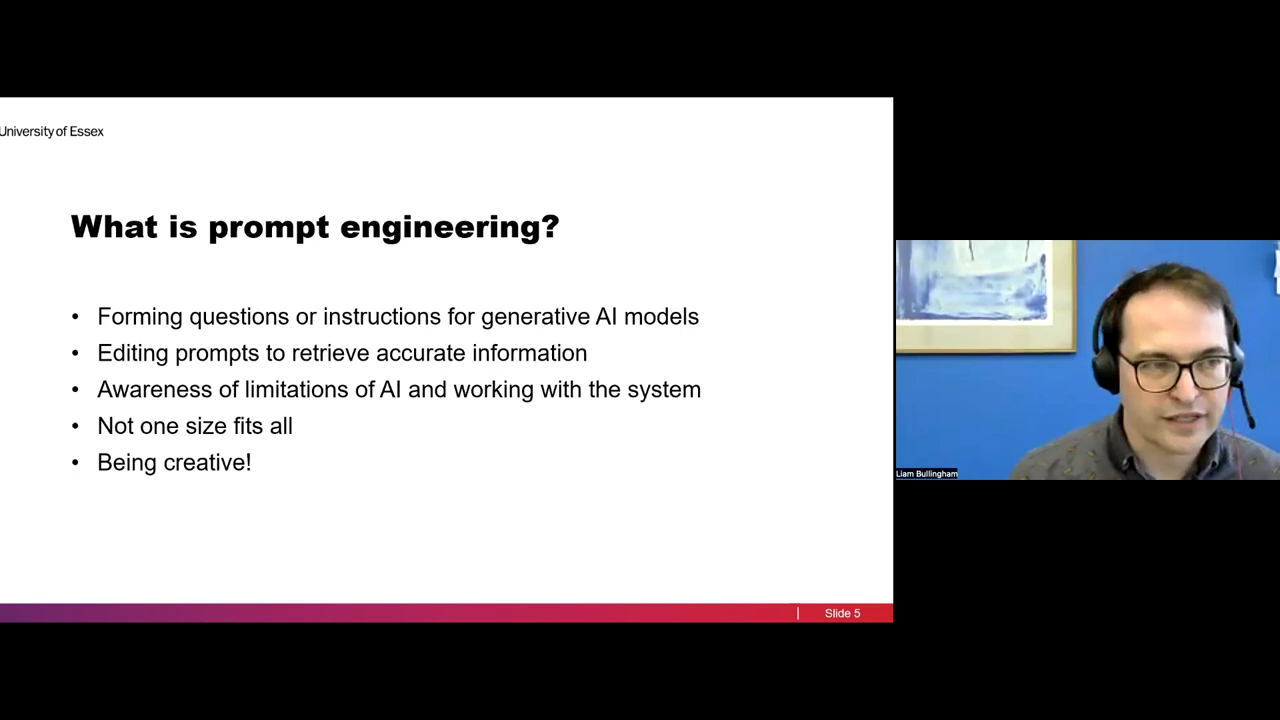 University of Essex
What is prompt engineering?
• Forming questions or instructions for generative AI models
• Editing prompts to retrieve accurate information
• Awareness of limitations of AI and working with the system
• Not one size fits all
• Being creative!
Slide 5
Liam Bullingham